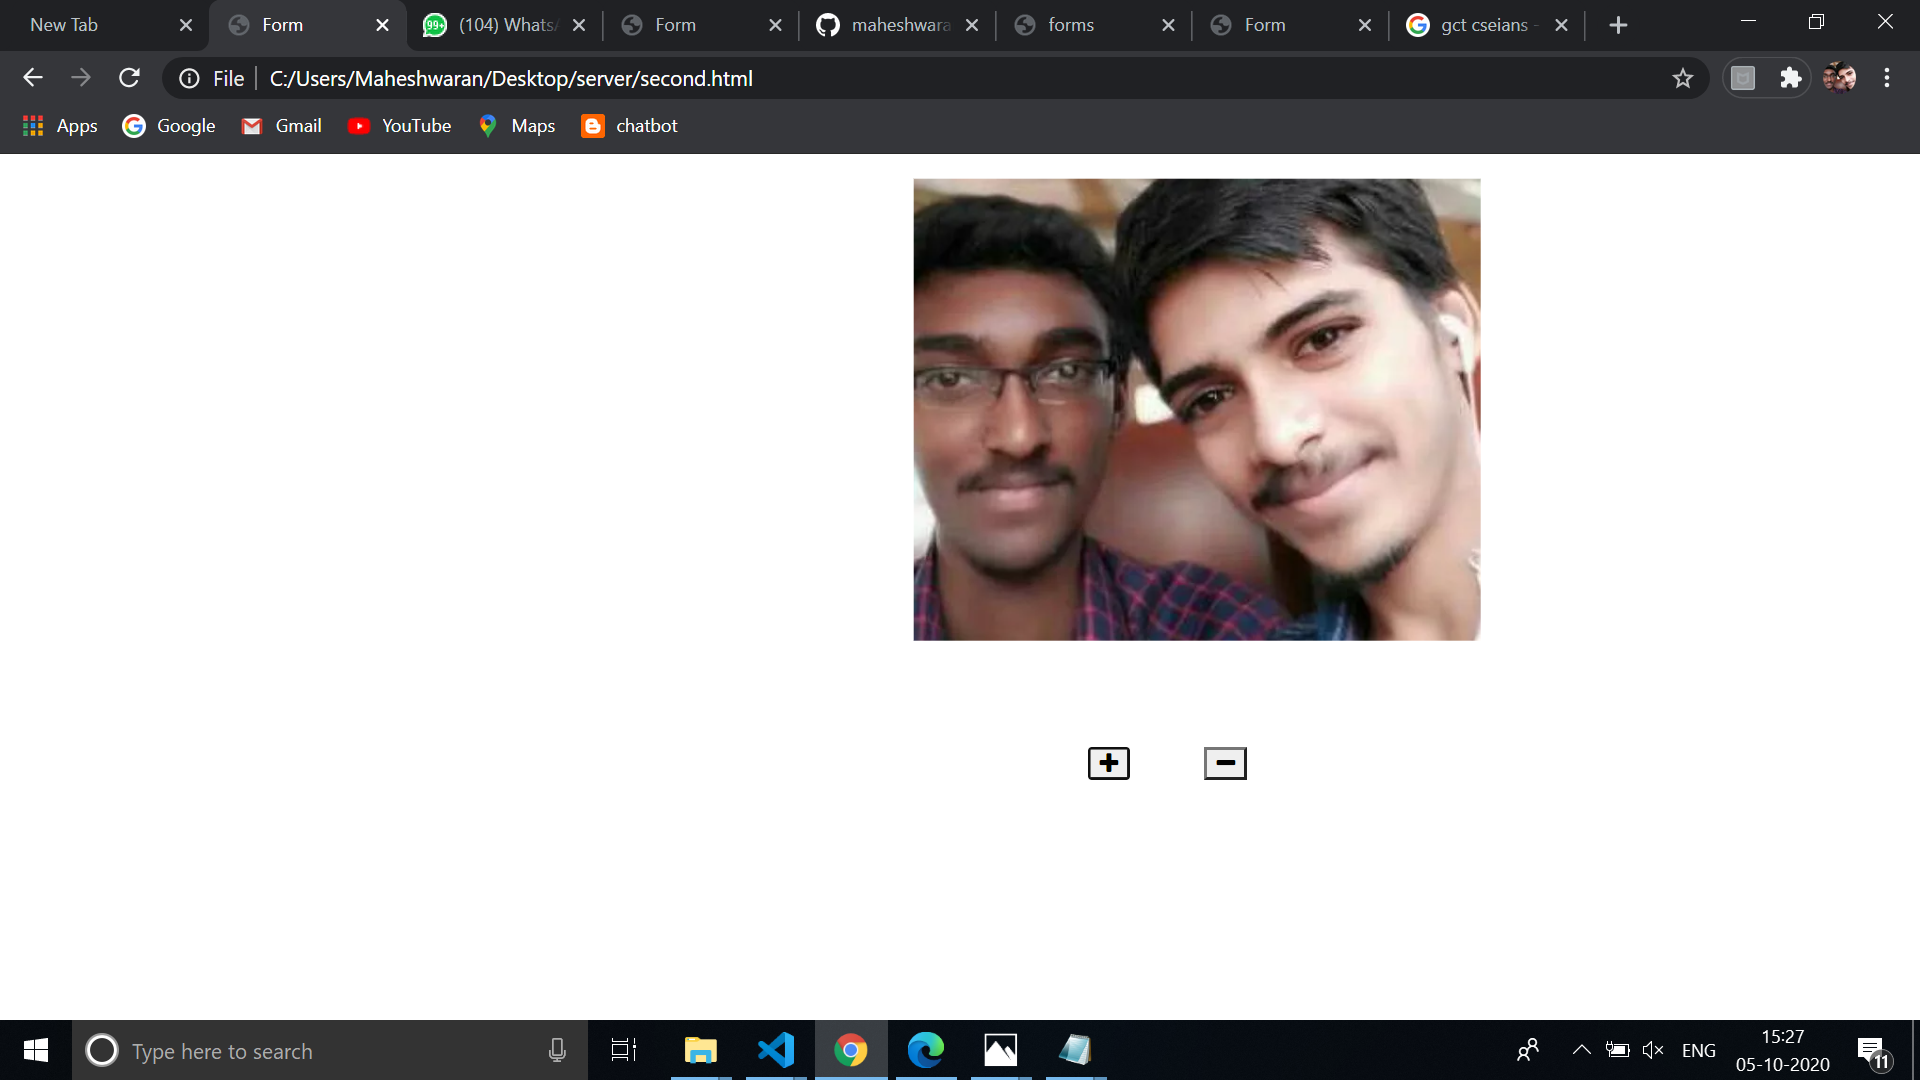 New Tab
Form
(104) Whats
Form
maheshwara
forms
Form
gct cseians -
File
C:/Users/Maheshwaran/Desktop/server/second.html
Apps
Google
Gmail
YouTube
Maps
chatbot
+
-
Type here to search
99+
ENG
15:27
05-10-2020
11